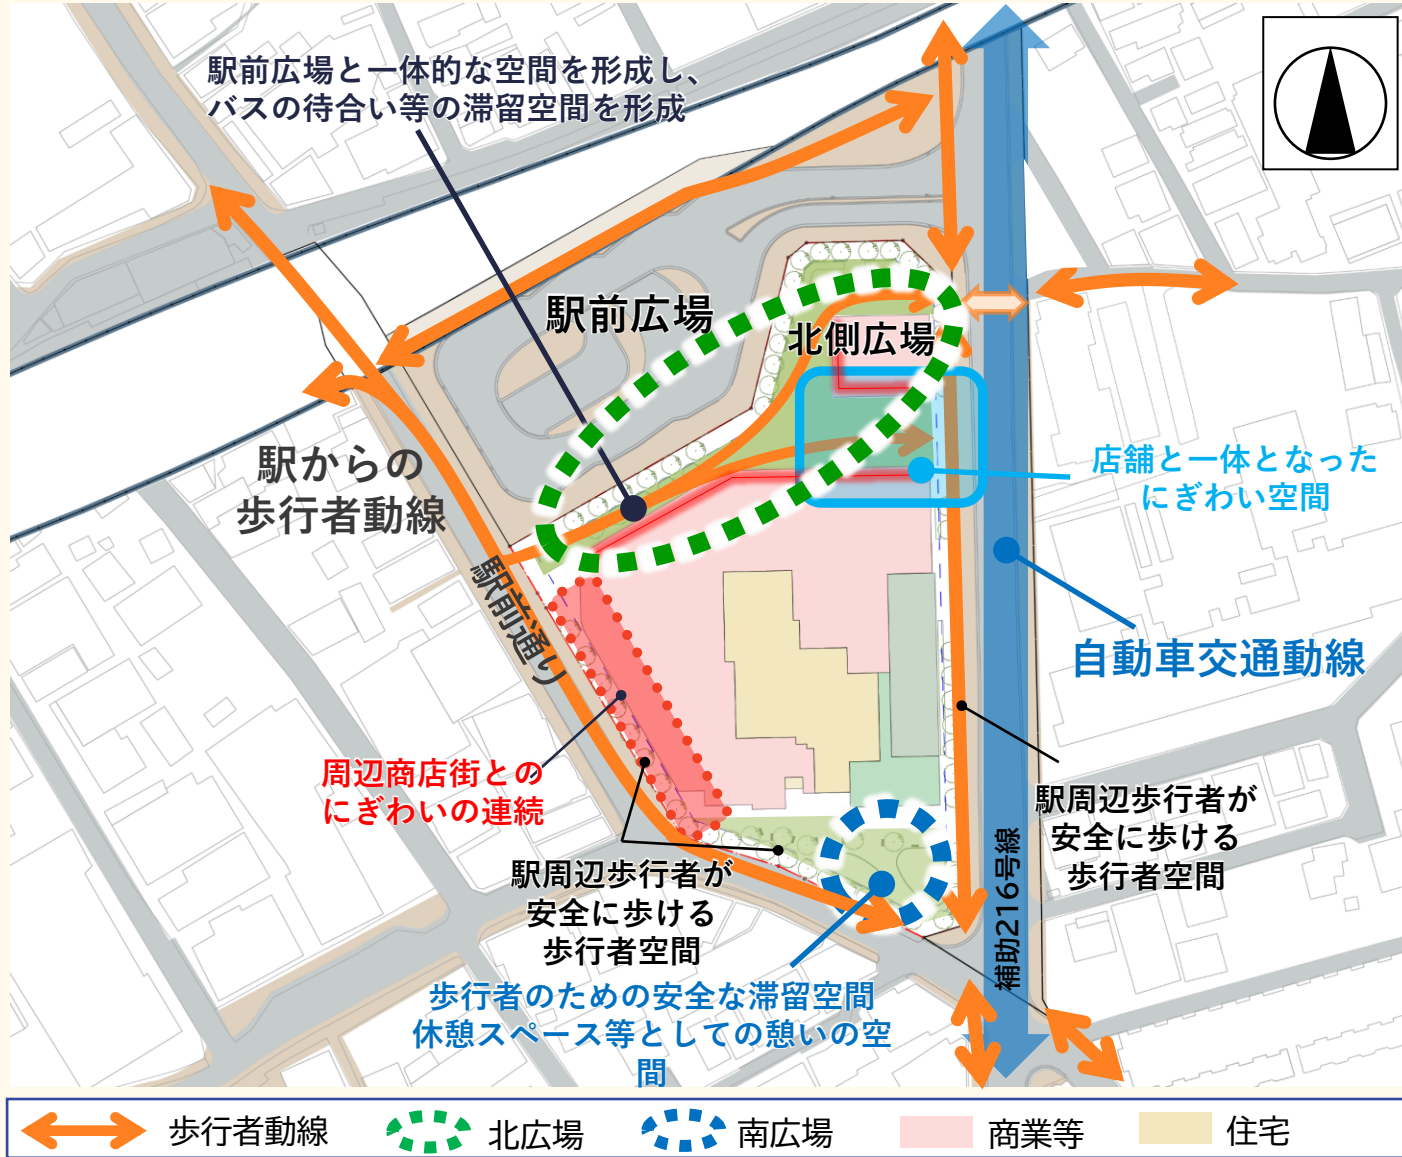 駅前広場と一体的な空間を形成し、
バスの待合い等の滞留空間を形成
駅前広場
北側広場
駅からの
歩行者動線
店舗と一体となった
にぎわい空間
駅前通り
自動車交通動線
周辺商店街との
にぎわいの連続
駅周辺歩行者が
安全に歩ける
歩行者空間
駅周辺歩行者が
安全に歩ける
歩行者空間
補助216号線
歩行者のための安全な滞留空間
休憩スペース等としての憩いの空
間
歩行者動線
北広場
南広場
商業等
住宅